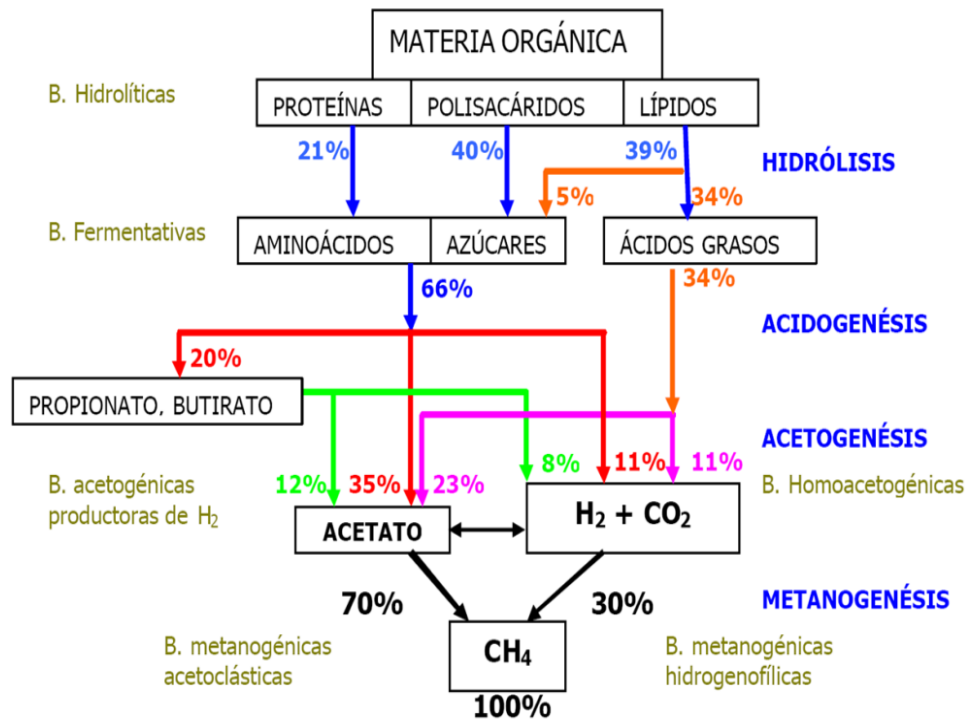 MATERIA ORGÁNICA
B. Hidrolíticas
PROTEÍNAS
POLISACÁRIDOS
LÍPIDOS
21%
40%
39%
HIDRÓLISIS
5%
34%
B. Fermentativas
AMINOÁCIDOS
AZÚCARES
ÁCIDOS GRASOS
66%
34%
ACIDOGENÉSIS
20%
PROPIONATO, BUTIRATO
ACETOGENÉSIS
12%
35%
23%
8%
11%
11%
B. acetogénicas
productoras de H₂
B. Homoacetogénicas
ACETATO
H₂ + CO₂
70%
30%
METANOGENÉSIS
B. metanogénicas
acetoclásticas
CH₄
B. metanogénicas
hidrogenofílicas
100%